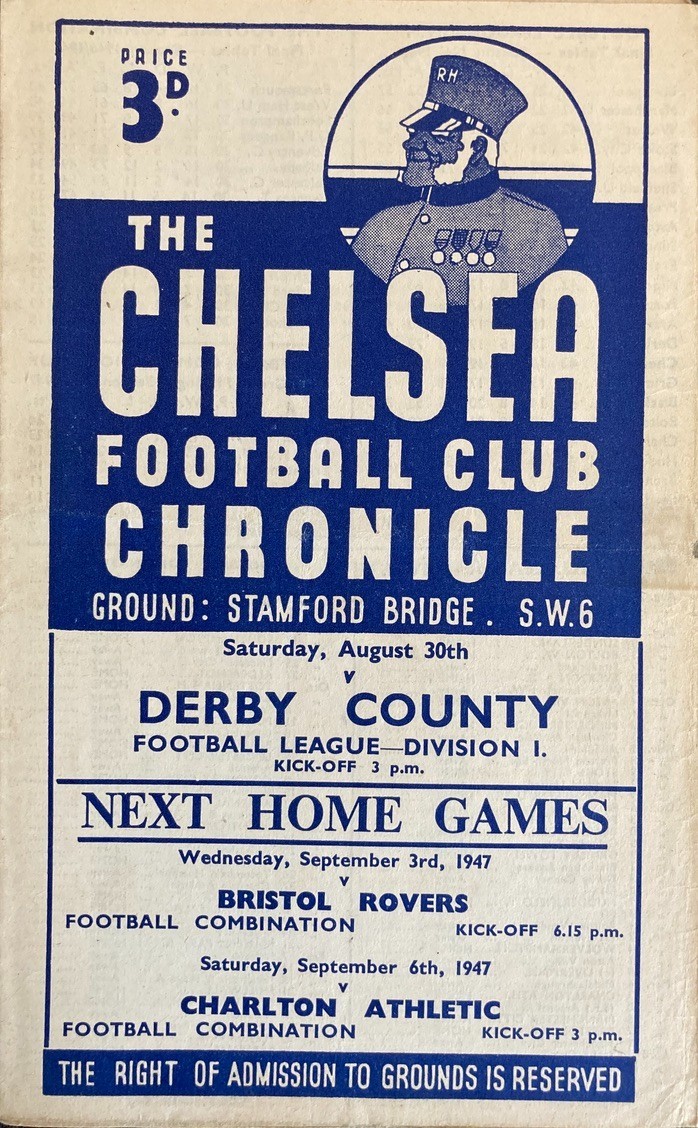 PRICE
3D.
RH
THE
CHELSEA
FOOTBALL CLUB
CHRONICLE
GROUND: STAMFORD BRIDGE. S.W.6
Saturday, August 30th
v
DERBY COUNTY
FOOTBALL LEAGUE—DIVISION I.
KICK-OFF 3 p.m.
NEXT HOME GAMES
Wednesday, September 3rd, 1947
v
BRISTOL ROVERS
FOOTBALL COMBINATION KICK-OFF 6.15 p.m.
Saturday, September 6th, 1947
v
CHARLTON ATHLETIC
FOOTBALL COMBINATION KICK-OFF 3 p.m.
THE RIGHT OF ADMISSION TO GROUNDS IS RESERVED